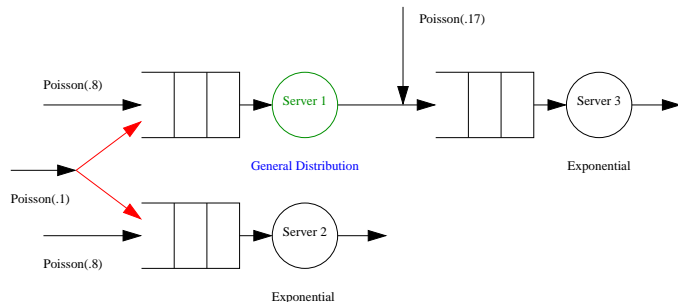 Poisson(.17)
Poisson(.8)
Server 1
Server 3
General Distribution
Exponential
Poisson(.1)
Server 2
Poisson(.8)
Exponential